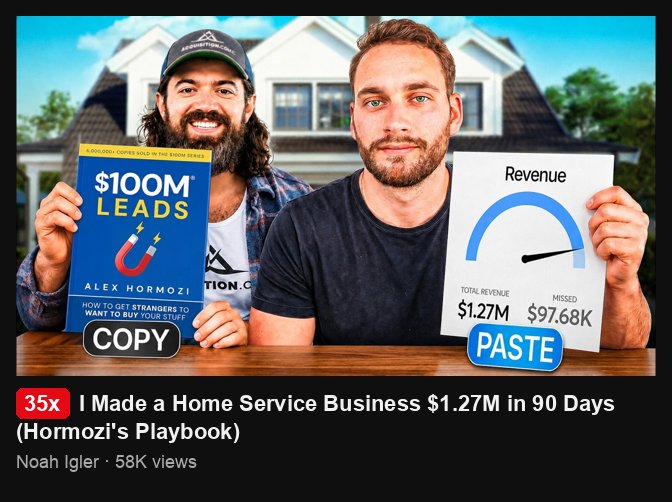 ACQUISITION.COM
6,000,000+ COPIES SOLD IN THE $100M SERIES
$100M®
LEADS
ALEX HORMOZI
HOW TO GET STRANGERS TO
WANT TO BUY YOUR STUFF
COPY
TION.C
Revenue
TOTAL REVENUE
$1.27M
MISSED
$97.68K
PASTE
35x I Made a Home Service Business $1.27M in 90 Days
(Hormozi's Playbook)
Noah Igler · 58K views